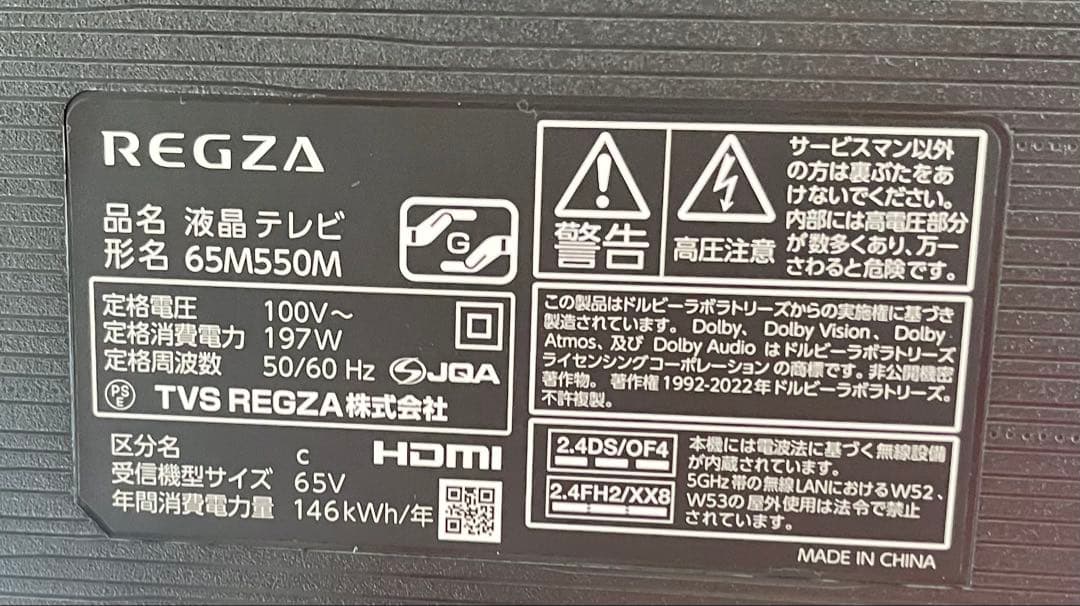 REGZA
品名 液晶テレビ
形名 65M550M
G
定格電圧 100V～
定格消費電力 197W
定格周波数 50/60 Hz
JQA
PS
E
TVS REGZA株式会社
区分名 c
HDMI
受信機型サイズ 65V
年間消費電力量 146kWh/年
警告
高圧注意
サービスマン以外
の方は裏ぶたをあ
けないでください。
内部には高電圧部分
が数多くあり、万一
さわると危険です。
この製品はドルビーラボラトリーズからの実施権に基づき
製造されています。Dolby、Dolby Vision、Dolby
Atmos、及び Dolby Audio はドルビーラボラトリーズ
ライセンシングコーポレーションの商標です。非公開機密
著作物。著作権 1992-2022年ドルビーラボラトリーズ。
不許複製。
2.4DS/OF4
2.4FH2/XX8
本機には電波法に基づく無線設備
が内蔵されています。
5GHz帯の無線LANにおけるW52、
W53の屋外使用は法令で禁止
されています。
MADE IN CHINA